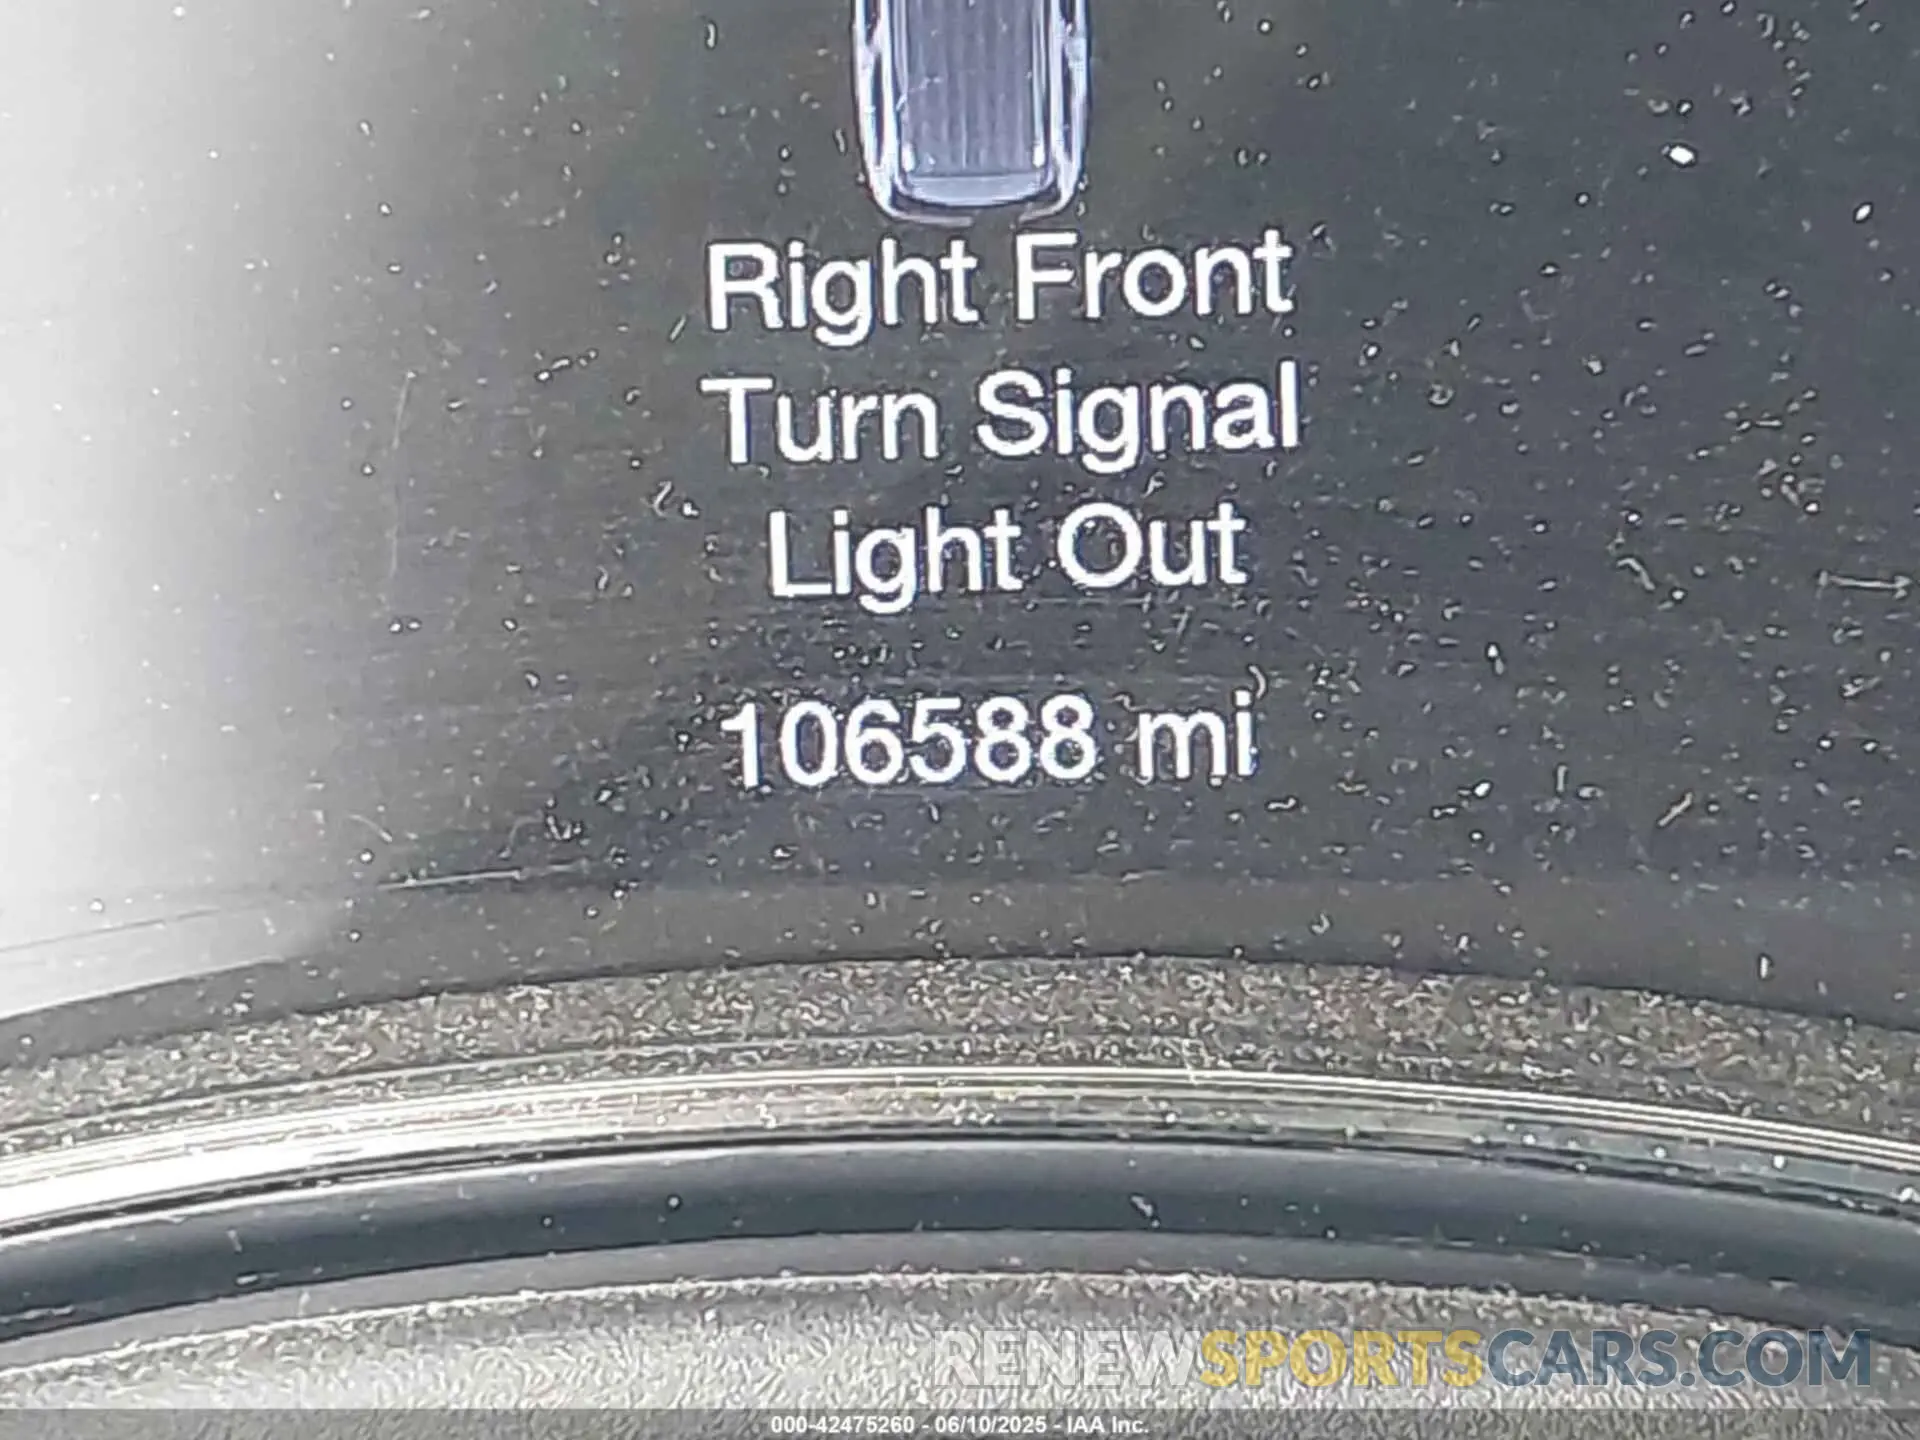 Right Front
Turn Signal
Light Out
106588 mi
RENEWSPORTSCARS.COM
000-42475260 - 06/10/2025 - IAA Inc.